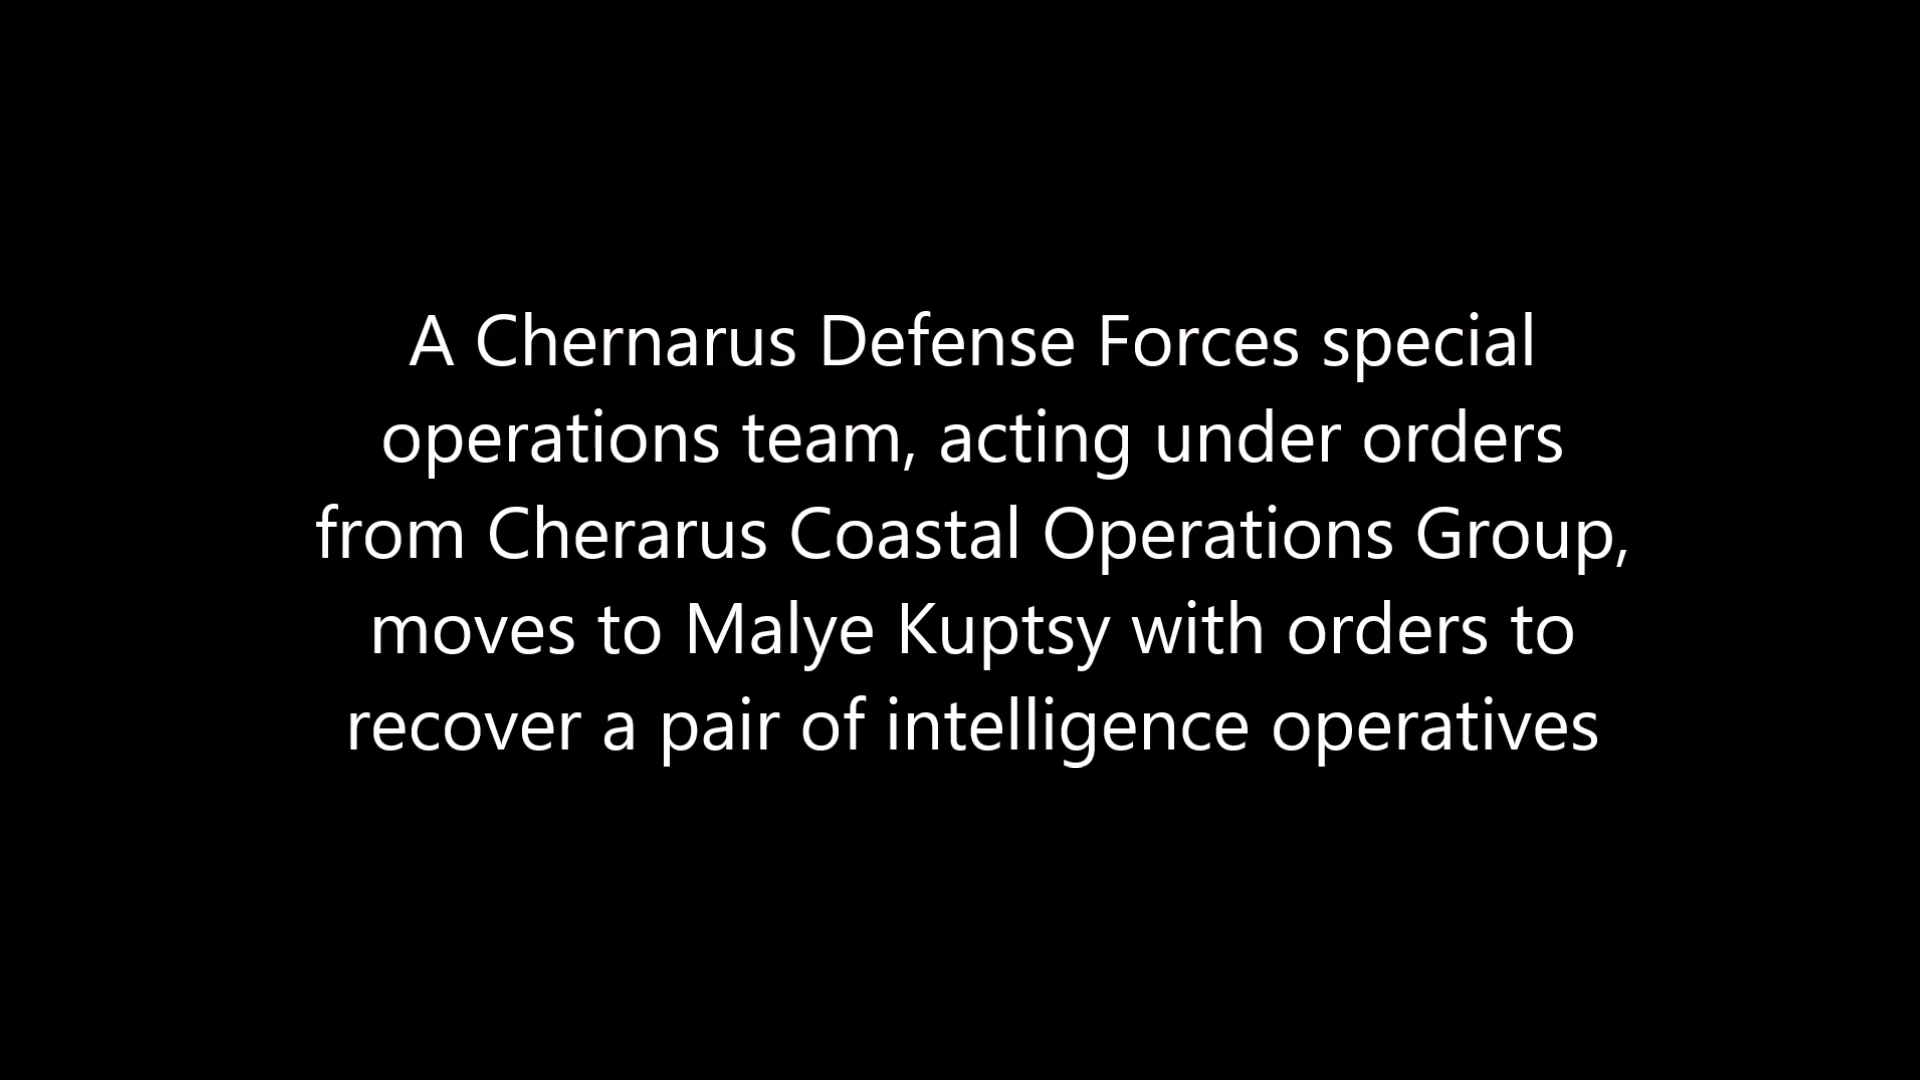 A Chernarus Defense Forces special
operations team, acting under orders
from Cherarus Coastal Operations Group,
moves to Malye Kuptsy with orders to
recover a pair of intelligence operatives